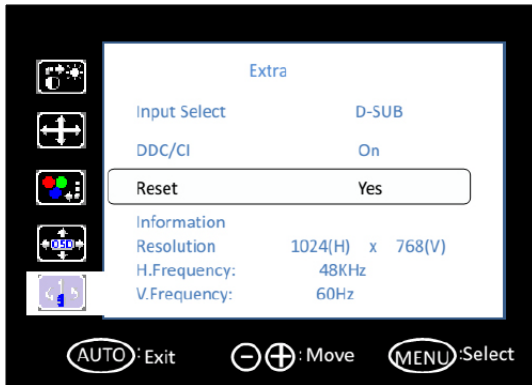 Extra
Input Select D-SUB
DDC/CI On
Reset Yes
Information
Resolution 1024(H) x 768(V)
H.Frequency: 48KHz
V.Frequency: 60Hz
OSD
AUTO: Exit -+: Move MENU: Select